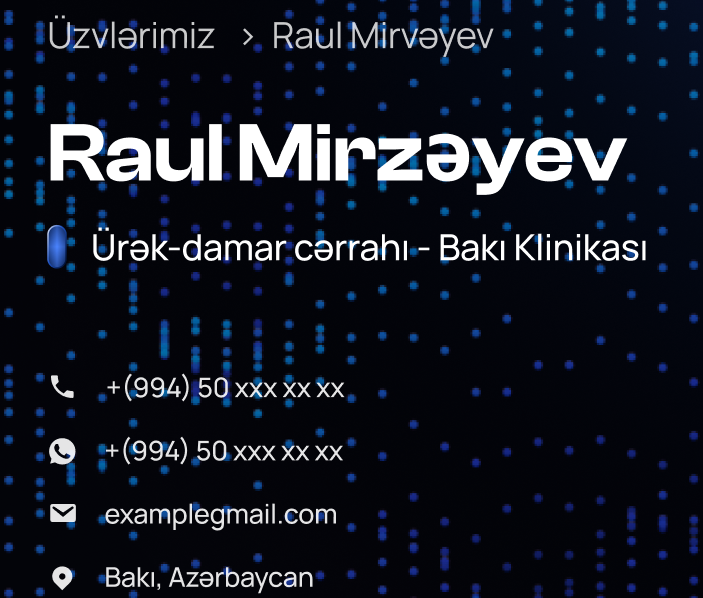 Üzvlərimiz > Raul Mirvəyev
Raul Mirzəyev
Ürək-damar cərrahı - Bakı Klinikası
+(994) 50 xxx xx xx
+(994) 50 xxx xx xx
examplegmail.com
Bakı, Azərbaycan